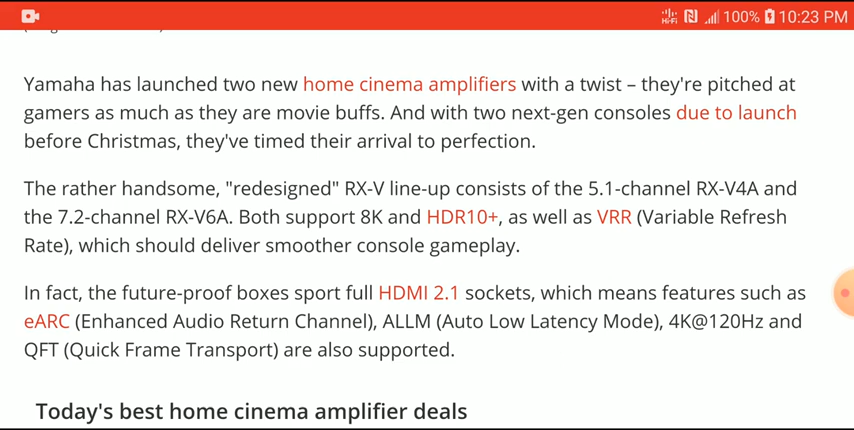 Hi-Fi 100% 10:23 PM
Yamaha has launched two new home cinema amplifiers with a twist – they're pitched at
gamers as much as they are movie buffs. And with two next-gen consoles due to launch
before Christmas, they've timed their arrival to perfection.
The rather handsome, "redesigned" RX-V line-up consists of the 5.1-channel RX-V4A and
the 7.2-channel RX-V6A. Both support 8K and HDR10+, as well as VRR (Variable Refresh
Rate), which should deliver smoother console gameplay.
In fact, the future-proof boxes sport full HDMI 2.1 sockets, which means features such as
eARC (Enhanced Audio Return Channel), ALLM (Auto Low Latency Mode), 4K@120Hz and
QFT (Quick Frame Transport) are also supported.
Today's best home cinema amplifier deals